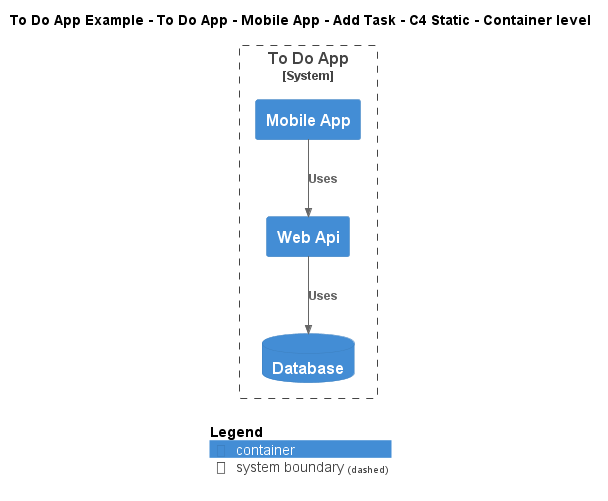 To Do App Example - To Do App - Mobile App - Add Task - C4 Static - Container level
To Do App
[System]
Mobile App
Uses
Web Api
Uses
Database
Legend
container
system boundary (dashed)